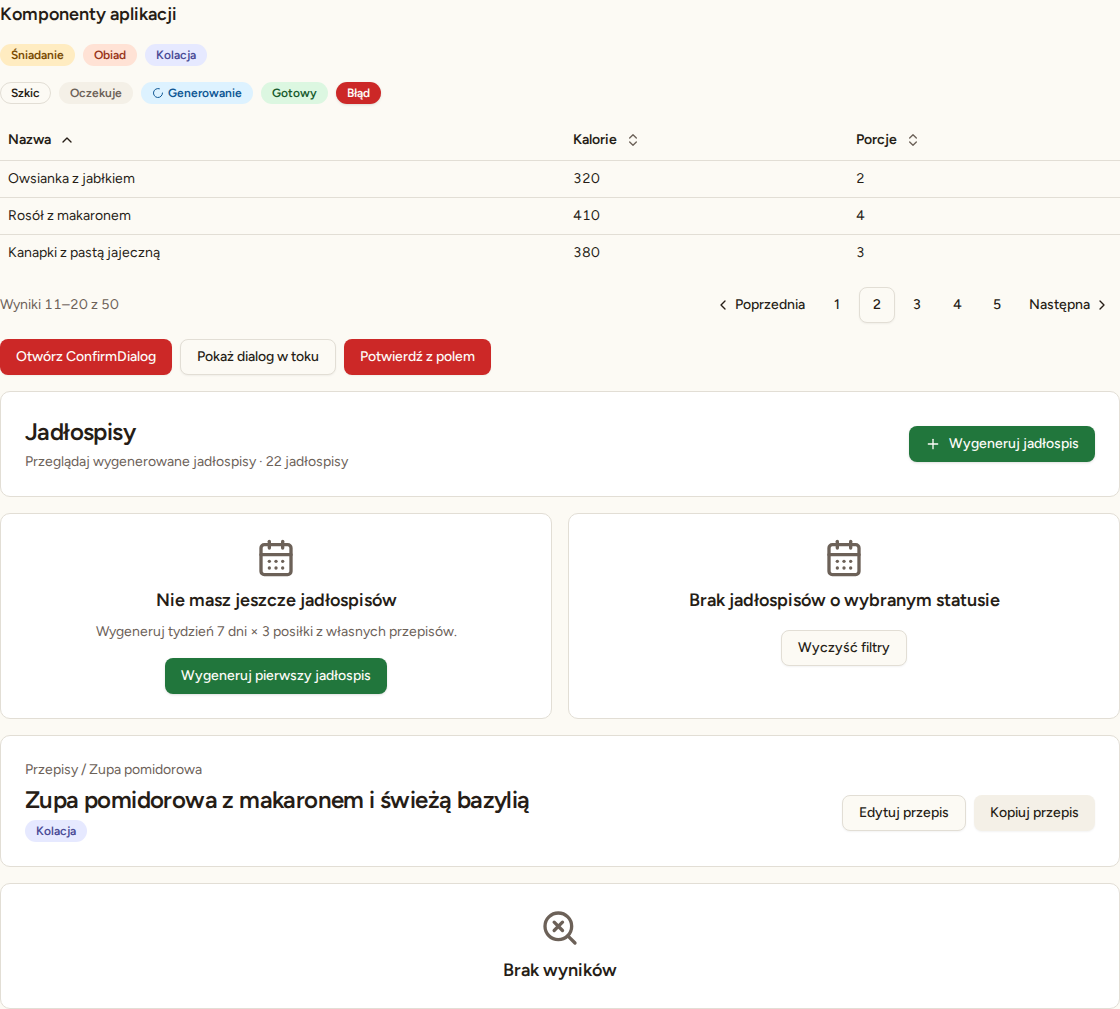 Komponenty aplikacji
Śniadanie Obiad Kolacja
Szkic Oczekuje Generowanie Gotowy Błąd
Nazwa Kalorie Porcje
Owsianka z jabłkiem 320 2
Rosół z makaronem 410 4
Kanapki z pastą jajeczną 380 3
Wyniki 11–20 z 50 Poprzednia 1 2 3 4 5 Następna
Otwórz ConfirmDialog Pokaż dialog w toku Potwierdź z polem
Jadłospisy
Przeglądaj wygenerowane jadłospisy · 22 jadłospisy
Wygeneruj jadłospis
Nie masz jeszcze jadłospisów
Wygeneruj tydzień 7 dni × 3 posiłki z własnych przepisów.
Wygeneruj pierwszy jadłospis
Brak jadłospisów o wybranym statusie
Wyczyść filtry
Przepisy / Zupa pomidorowa
Zupa pomidorowa z makaronem i świeżą bazylią
Kolacja
Edytuj przepis Kopiuj przepis
Brak wyników